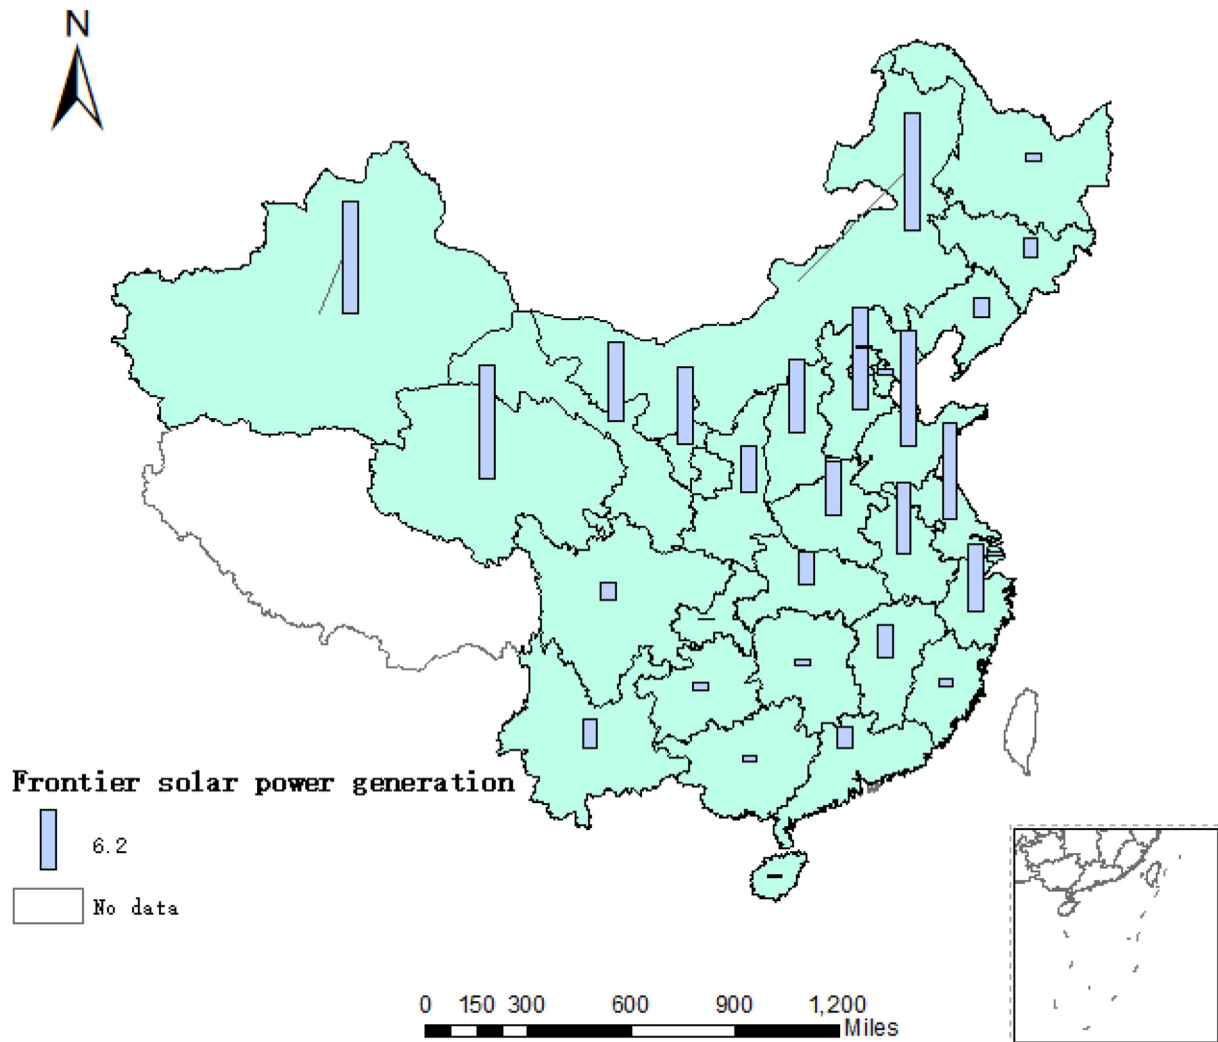 N
Frontier solar power generation
6.2
No data
0 150 300 600 900 1,200
Miles